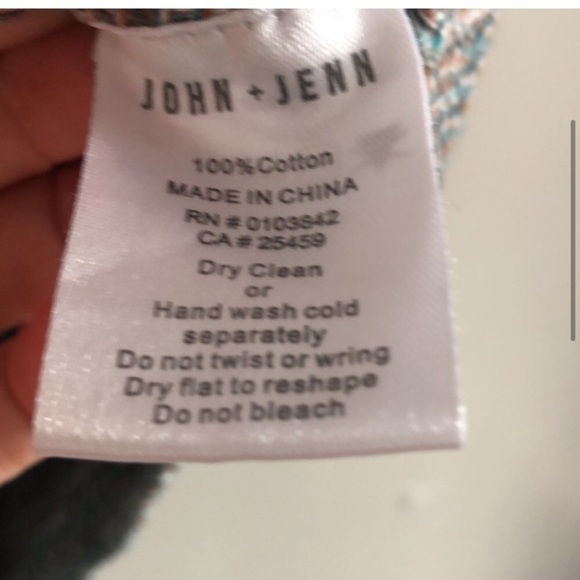 JOHN + JENN
100%Cotton
MADE IN CHINA
RN # 0103642
CA # 25459
Dry Clean
or
Hand wash cold
separately
Do not twist or wring
Dry flat to reshape
Do not bleach